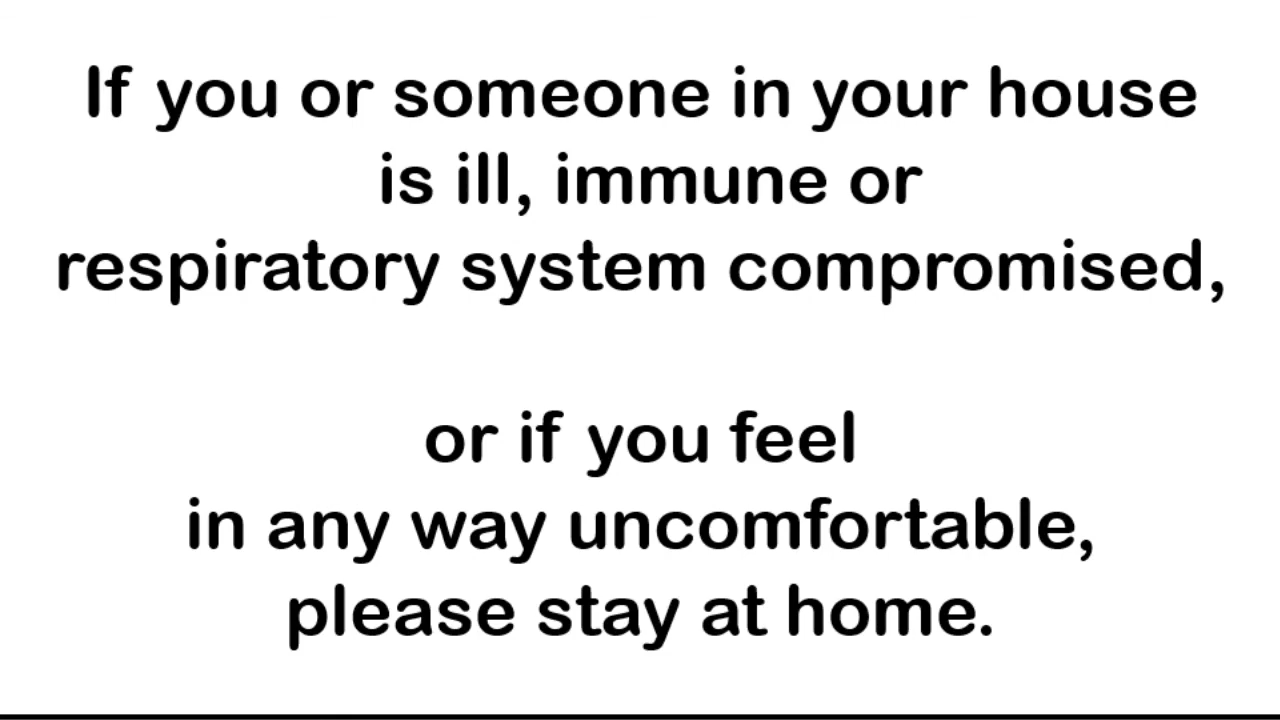 If you or someone in your house
is ill, immune or
respiratory system compromised,
or if you feel
in any way uncomfortable,
please stay at home.